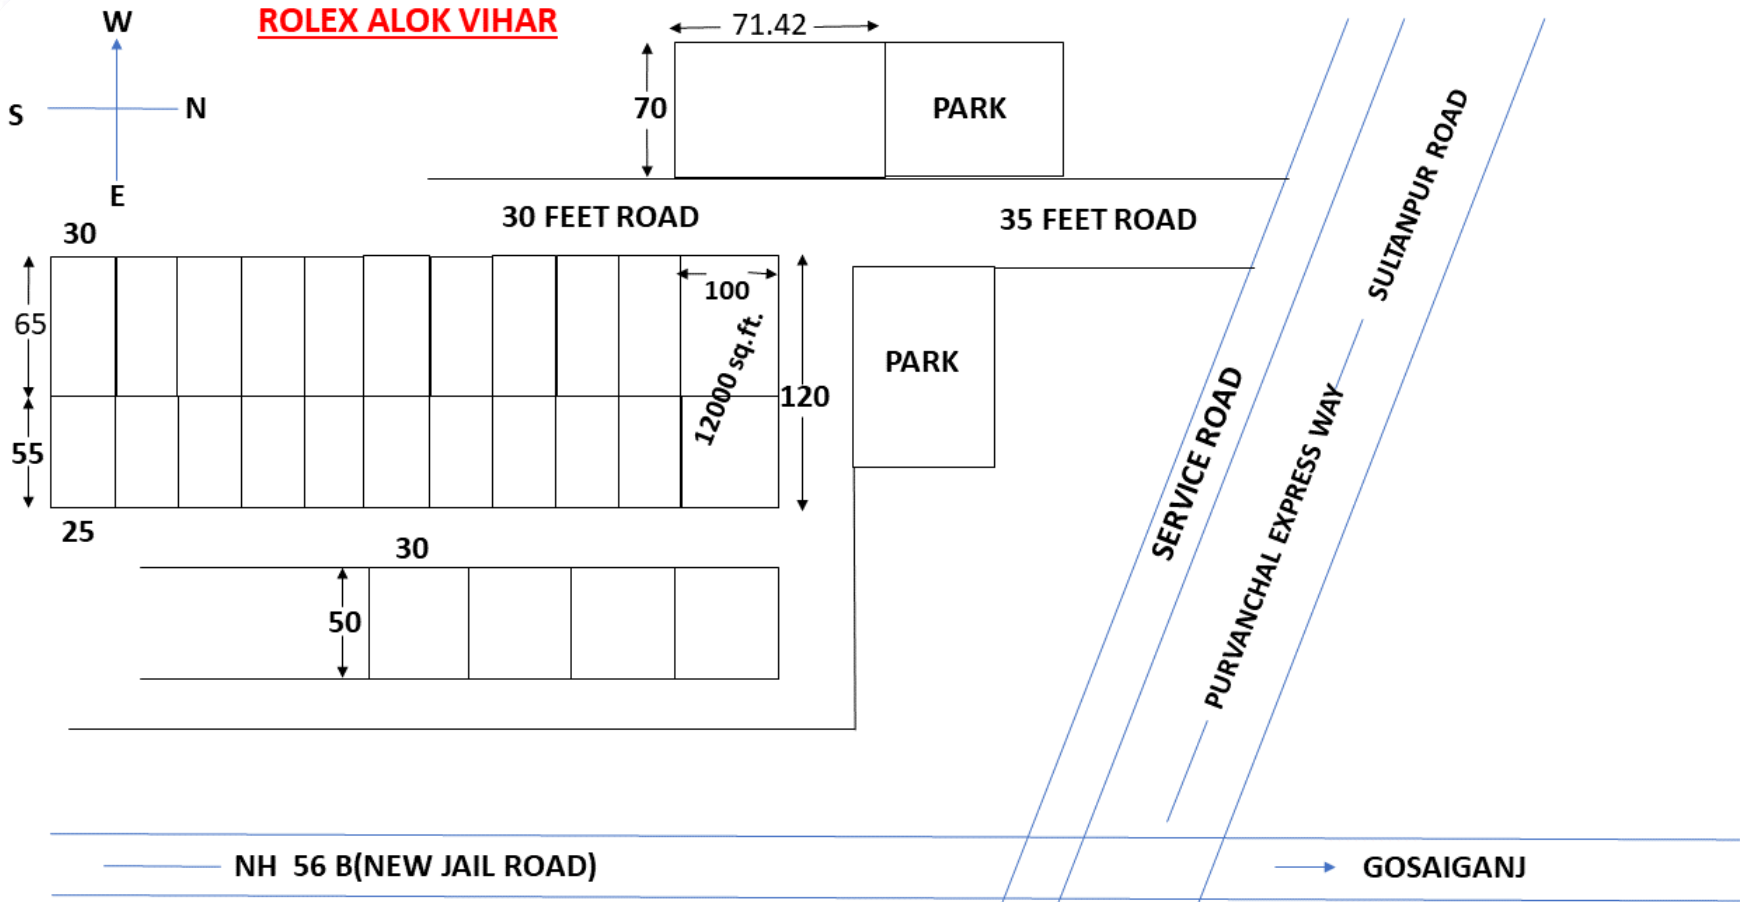 W
ROLEX ALOK VIHAR
71.42
S
N
70
PARK
E
30
30 FEET ROAD
35 FEET ROAD
SULTANPUR ROAD
100
65
12000 sq.ft.
120
PARK
55
25
30
50
SERVICE ROAD
PURVANCHAL EXPRESS WAY
NH 56 B(NEW JAIL ROAD)
GOSAIGANJ